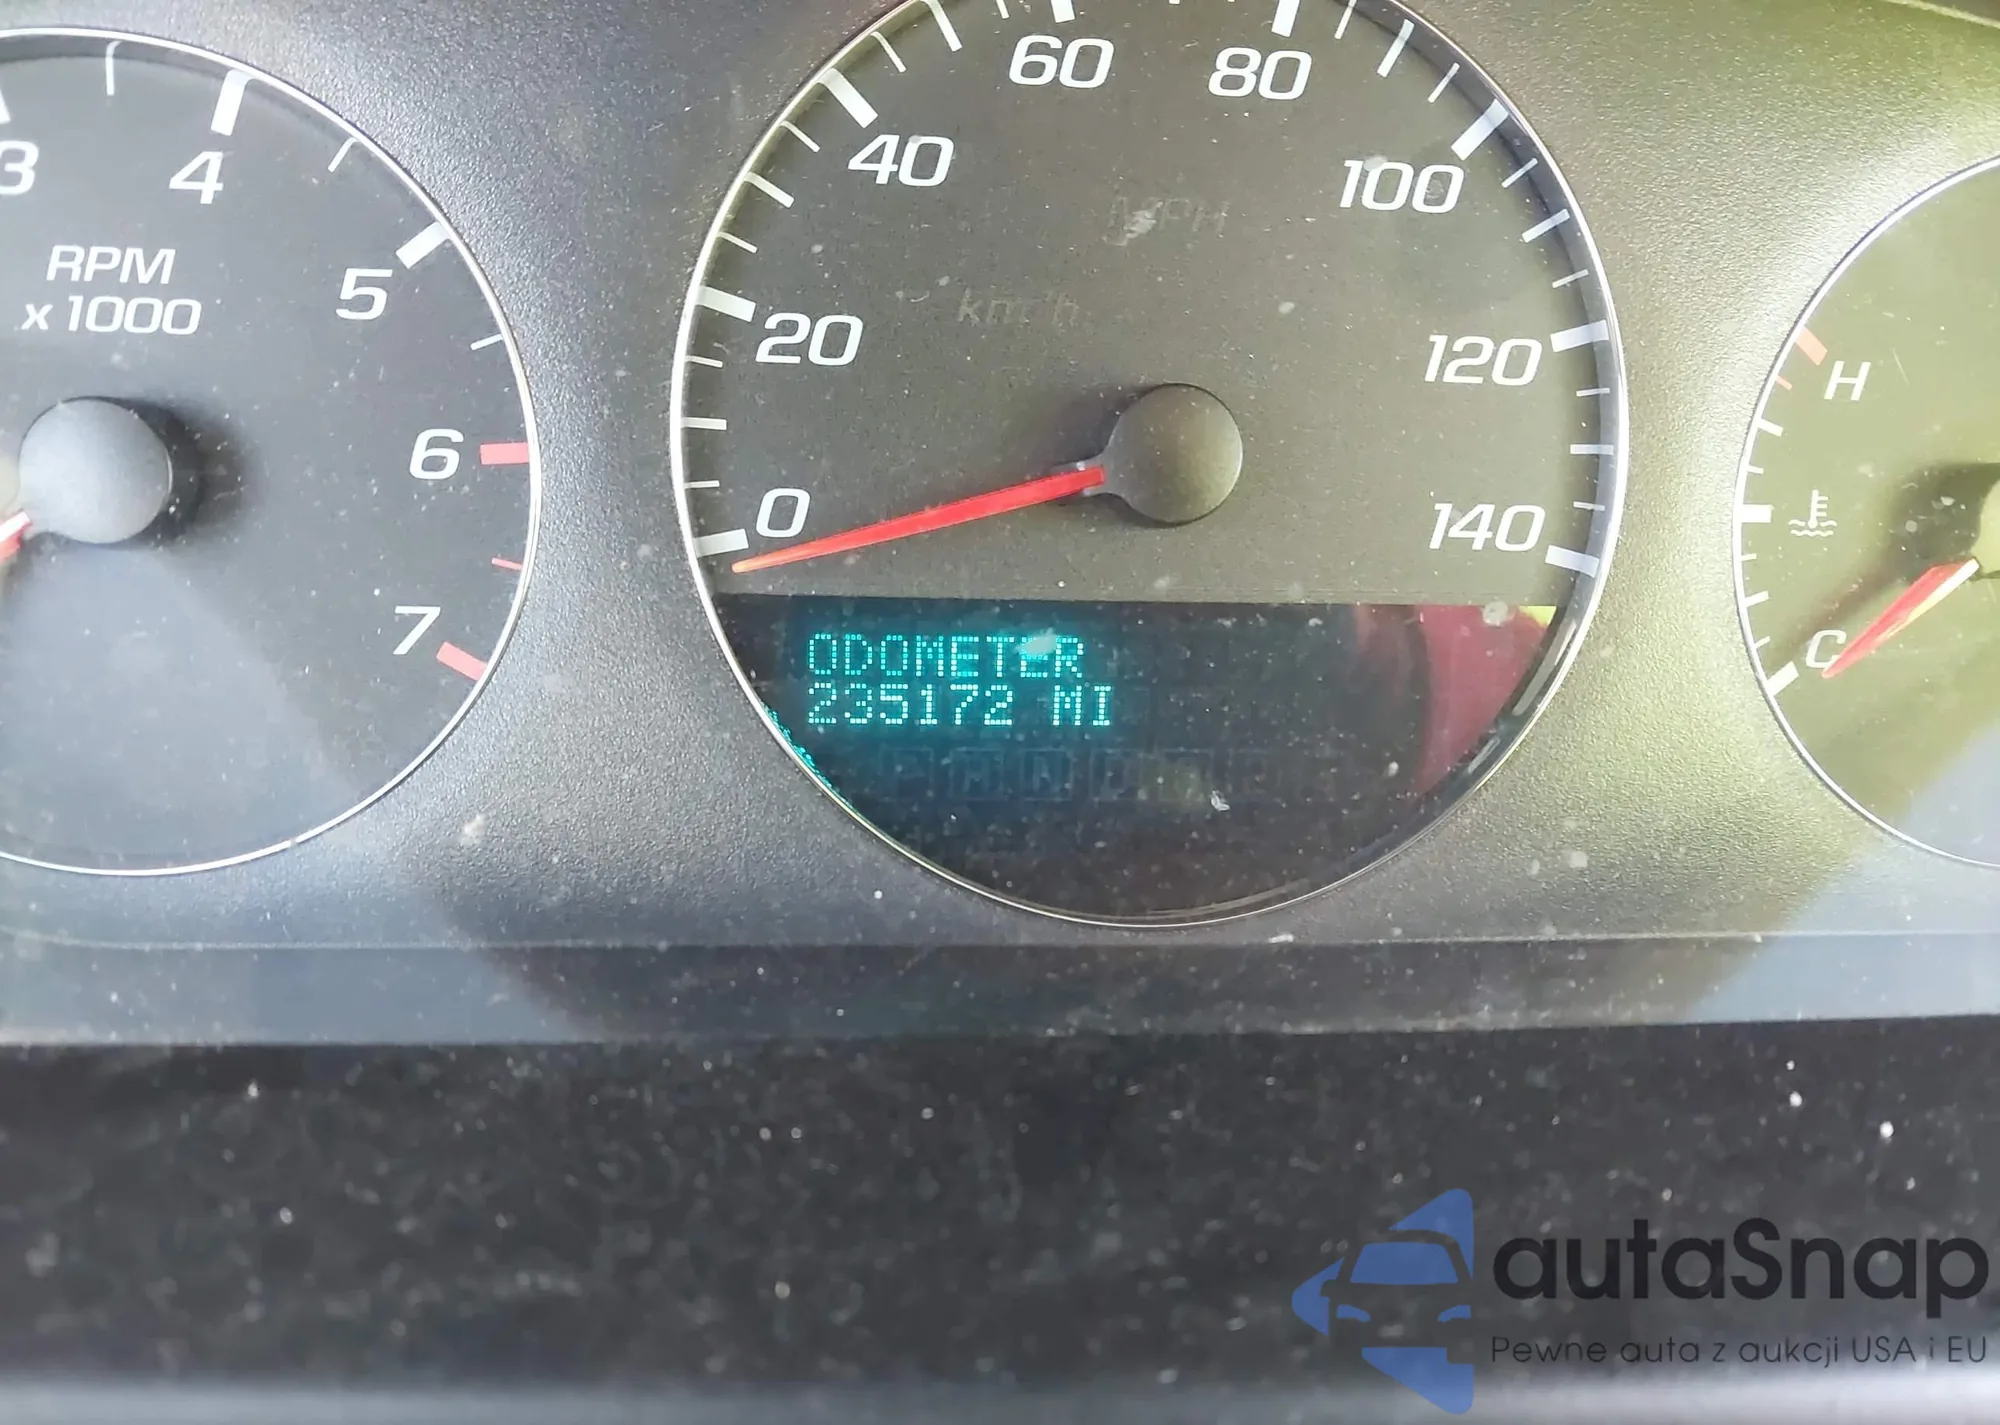 3
4
5
6
7
RPM
x 1000
0
20
40
60
80
100
120
140
MPH
km/h
ODOMETER
235172 MI
H
C
autaSnap
Pewne auta z aukcji USA i EU